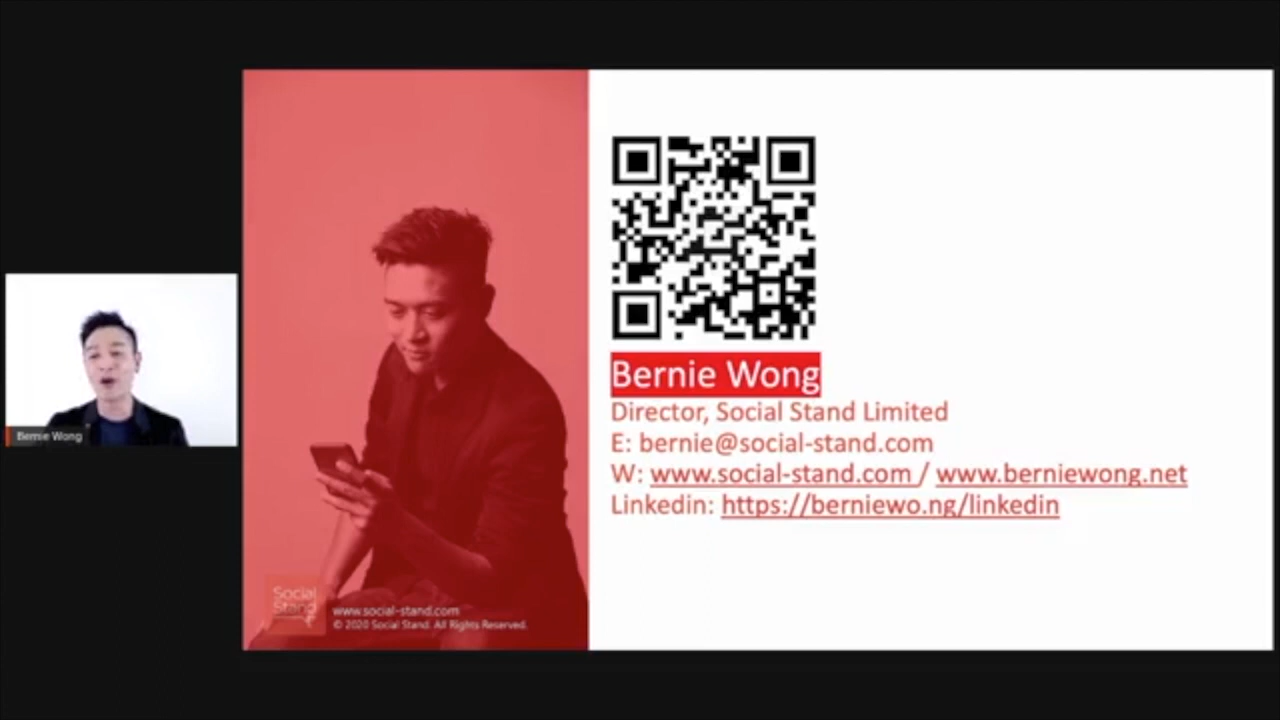 Bernie Wong
Director, Social Stand Limited
E: bernie@social-stand.com
W: www.social-stand.com / www.berniewong.net
Linkedin: https://berniewo.ng/linkedin
Bernie Wong
Social
Stand
www.social-stand.com
© 2020 Social Stand. All Rights Reserved.